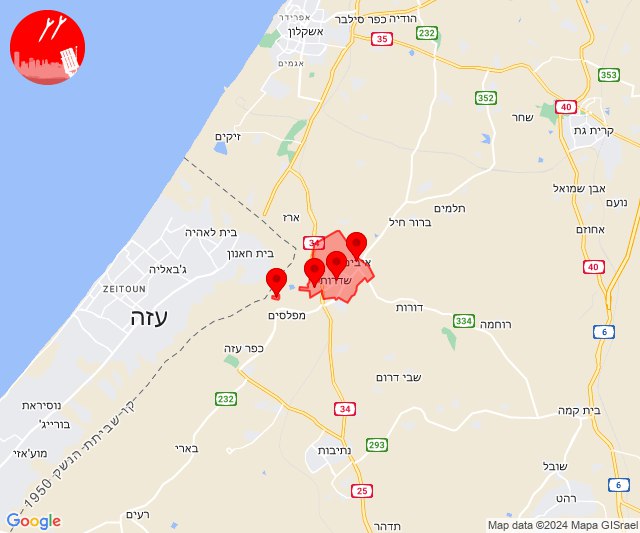 הודיה
כפר סילבר
אפרידר
אשקלון
אגמים
35
232
353
352
40
שחר
קרית גת
זיקים
אבן שמואל
נועם
תלמים
ברור חיל
אחוזם
ארז
בית לאהיה
34
בית חאנון
איבים
ג'באליה
40
שדרות
ZEITOUN
דורות
עזה
מפלסים
334
רוחמה
6
כפר עזה
שבי דרום
232
נוסיראת
34
בית קמה
בורייג'
קו שביתת הנשק 1950
מוע'אזי
בארי
נתיבות
293
שובל
6
25
רהט
רעים
תדהר
Google
Map data ©2024 Mapa GISrael